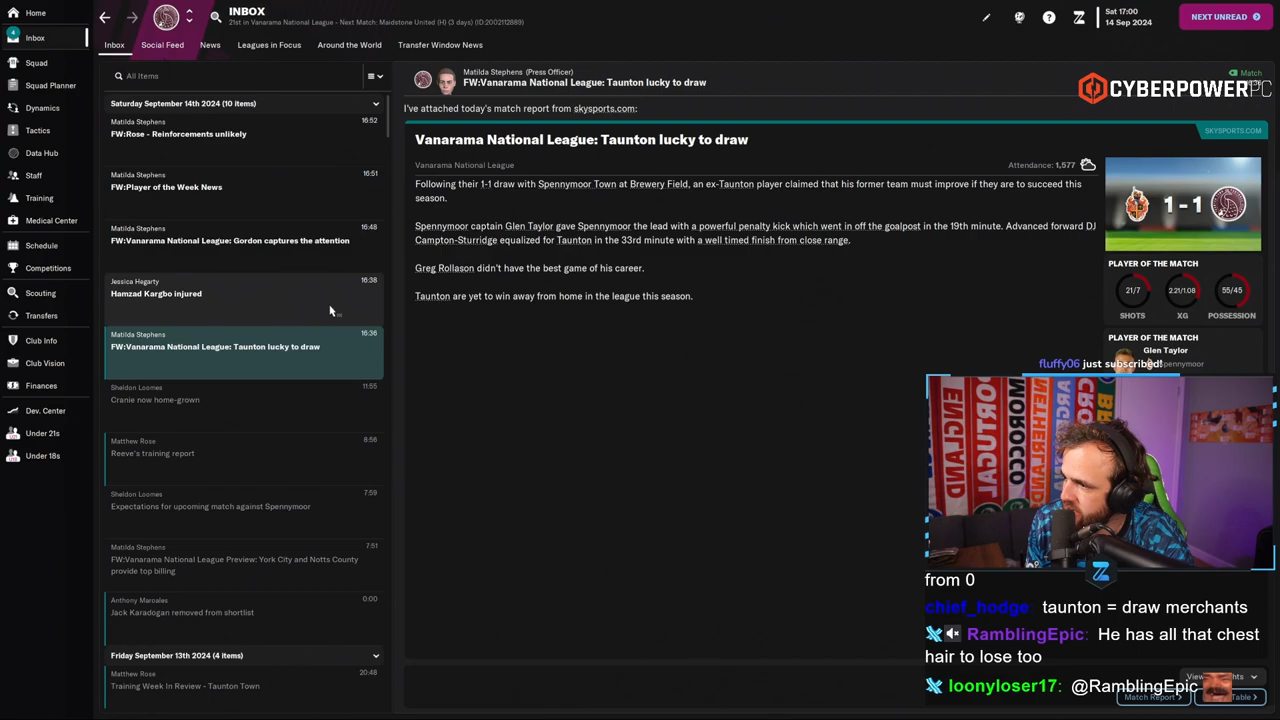 INBOX
21st in Vanarama National League - Next Match: Maidstone United (H) (3 days) (ID:2002112889)
Sat 17:00
14 Sep 2024
NEXT UNREAD
Home
4
Inbox
Squad
Squad Planner
Dynamics
Tactics
Data Hub
Staff
Training
Medical Center
Schedule
Competitions
Scouting
Transfers
Club Info
Club Vision
Finances
Dev. Center
Under 21s
Under 18s
Inbox
Social Feed
News
Leagues in Focus
Around the World
Transfer Window News
All Items
Saturday September 14th 2024 (10 items)
Matilda Stephens 16:52
FW:Rose - Reinforcements unlikely
Matilda Stephens 16:51
FW:Player of the Week News
Matilda Stephens 16:48
FW:Vanarama National League: Gordon captures the attention
Jessica Hegarty 16:38
Hamzad Kargbo injured
Matilda Stephens 16:36
FW:Vanarama National League: Taunton lucky to draw
Sheldon Loomes 11:55
Cranie now home-grown
Matthew Rose 8:56
Reeve's training report
Sheldon Loomes 7:59
Expectations for upcoming match against Spennymoor
Matilda Stephens 7:51
FW:Vanarama National League Preview: York City and Notts County
provide top billing
Anthony Maroales 0:00
Jack Karadogan removed from shortlist
Friday September 13th 2024 (4 items)
Matthew Rose 20:48
Training Week In Review - Taunton Town
Matilda Stephens (Press Officer)
FW:Vanarama National League: Taunton lucky to draw
Match
CYBERPOWERPC
I've attached today's match report from skysports.com:
SKYSPORTS.COM
Vanarama National League: Taunton lucky to draw
Vanarama National League
Attendance: 1,577
Following their 1-1 draw with Spennymoor Town at Brewery Field, an ex-Taunton player claimed that his former team must improve if they are to succeed this
season.
Spennymoor captain Glen Taylor gave Spennymoor the lead with a powerful penalty kick which went in off the goalpost in the 19th minute. Advanced forward DJ
Campton-Sturridge equalized for Taunton in the 33rd minute with a well timed finish from close range.
Greg Rollason didn't have the best game of his career.
Taunton are yet to win away from home in the league this season.
1-1
PLAYER OF THE MATCH
21/7
2.21/1.08
55/45
SHOTS
XG
POSSESSION
PLAYER OF THE MATCH
Glen Taylor
Spennymoor
fluffy06 just subscribed!
ENGLAND
PORTUGAL
MOROCCO
NETHERLAND
from 0
chief_hodge taunton = draw merchants
RamblingEpic: He has all that chest
hair to lose too
loonyloser17: @RamblingEpic
Match Report
Table